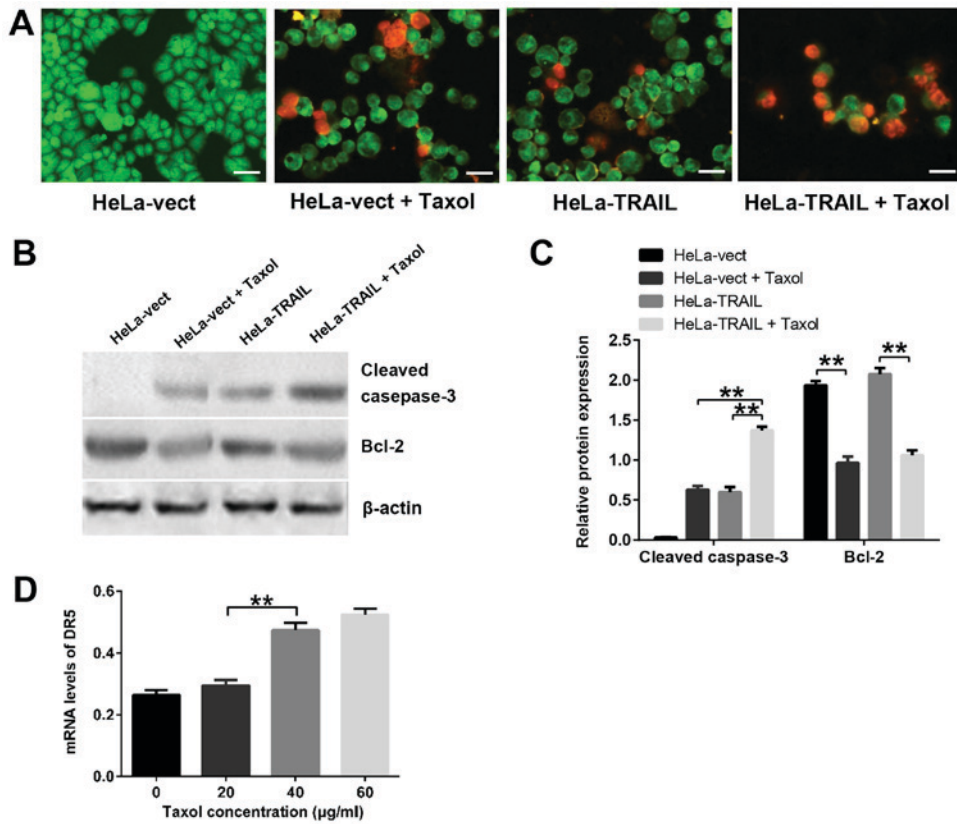 A
HeLa-vect
HeLa-vect + Taxol
HeLa-TRAIL
HeLa-TRAIL + Taxol
B
HeLa-vect
HeLa-vect + Taxol
HeLa-TRAIL
HeLa-TRAIL + Taxol
Cleaved
casepase-3
Bcl-2
β-actin
C
HeLa-vect
HeLa-vect + Taxol
HeLa-TRAIL
HeLa-TRAIL + Taxol
Relative protein expression
2.5
2.0
1.5
1.0
0.5
0.0
**
**
**
**
Cleaved caspase-3
Bcl-2
D
mRNA levels of DR5
0.6
0.4
0.2
0.0
**
0
20
40
60
Taxol concentration (μg/ml)